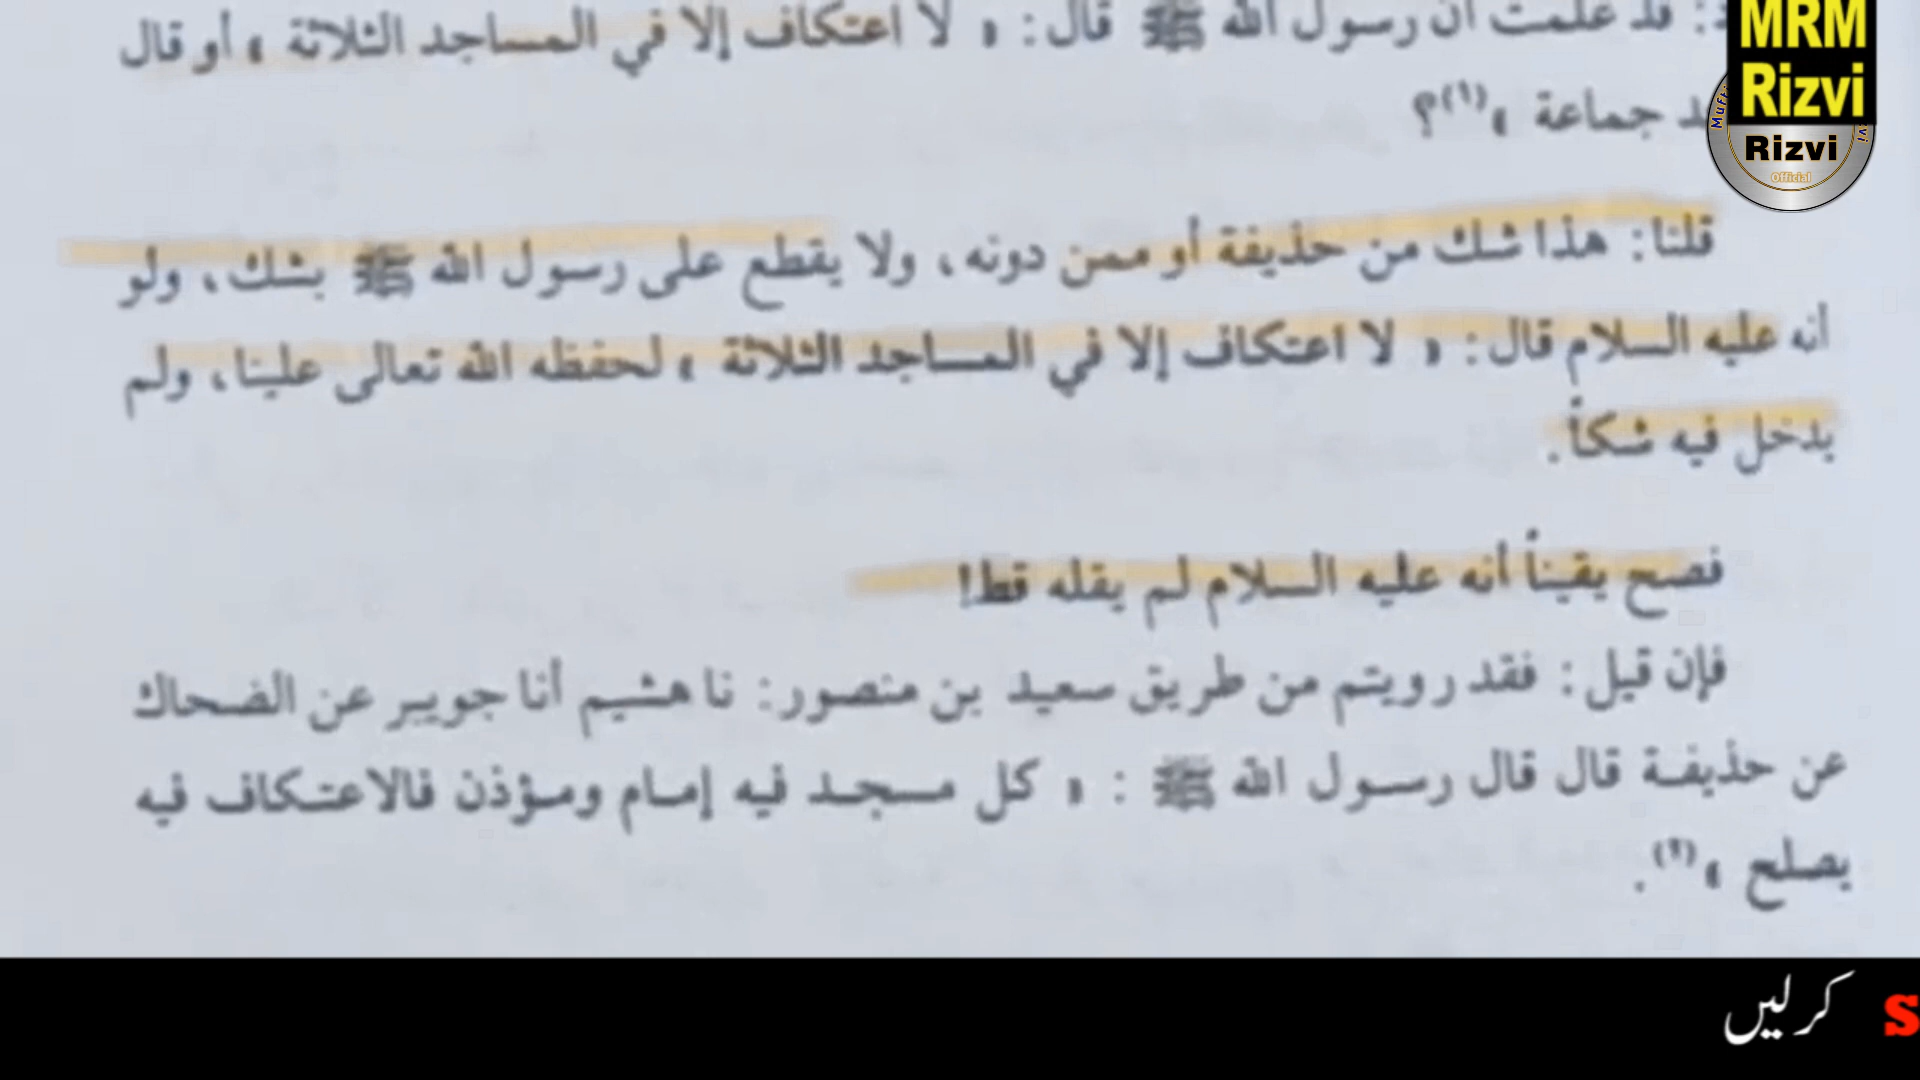 : قد علمت أن رسول الله ﷺ قال: « لا اعتكاف إلا في المساجد الثلاثة » أو قال
جماعة »(١)؟
قلنا: هذا شك من حذيفة أو ممن دونه، ولا يقطع على رسول الله ﷺ بشك، ولو
أنه عليه السلام قال: « لا اعتكاف إلا في المساجد الثلاثة » لحفظه الله تعالى علينا، ولم
يدخل فيه شكاً.
فصح يقيناً أنه عليه السلام لم يقله قط!
فإن قيل: فقد رويتم من طريق سعيد بن منصور: نا هشيم أنا جويبر عن الضحاك
عن حذيفة قال قال رسول الله ﷺ : « كل مسجد فيه إمام ومؤذن فالاعتكاف فيه
يصلح »(٢).
MRM
Rizvi
Rizvi
Official
کرلیں S